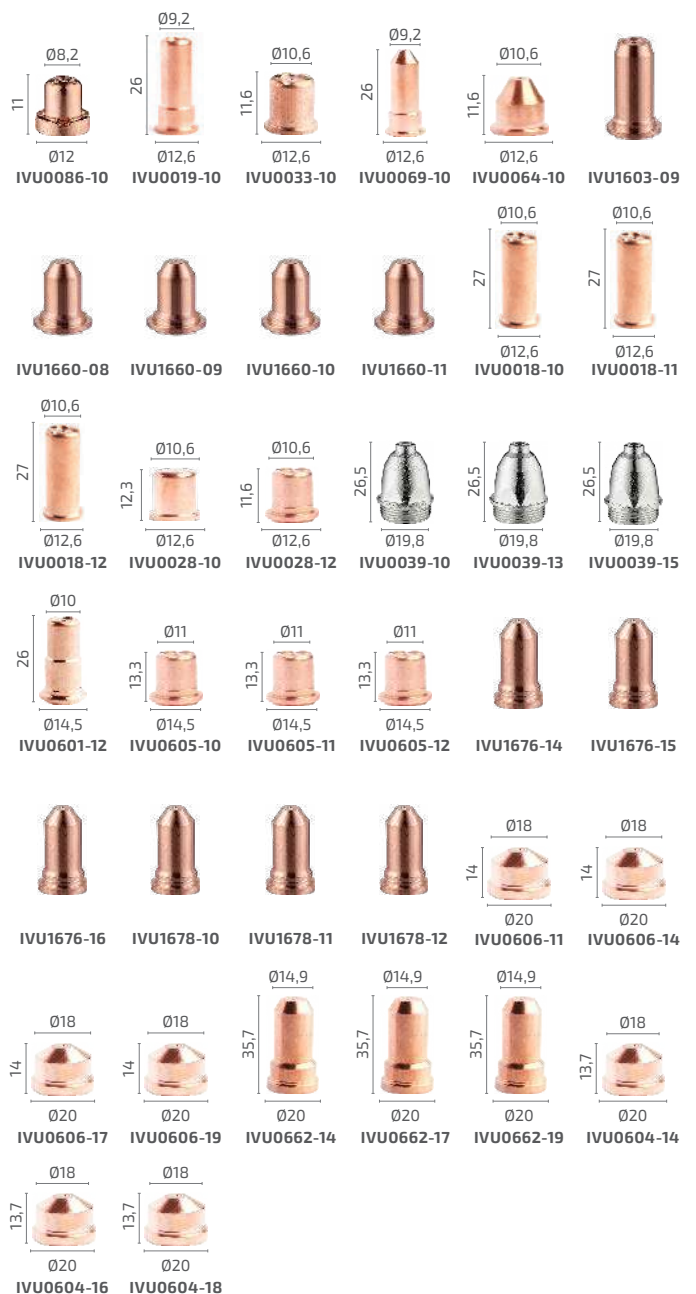 Ø8,2
11
Ø12
IVU0086-10
Ø9,2
26
Ø12,6
IVU0019-10
Ø10,6
11,6
Ø12,6
IVU0033-10
Ø9,2
26
Ø12,6
IVU0069-10
Ø10,6
11,6
Ø12,6
IVU0064-10
IVU1603-09
IVU1660-08
IVU1660-09
IVU1660-10
IVU1660-11
Ø10,6
27
Ø12,6
IVU0018-10
Ø10,6
27
Ø12,6
IVU0018-11
Ø10,6
27
Ø12,6
IVU0018-12
Ø10,6
12,3
Ø12,6
IVU0028-10
Ø10,6
11,6
Ø12,6
IVU0028-12
26,5
Ø19,8
IVU0039-10
26,5
Ø19,8
IVU0039-13
26,5
Ø19,8
IVU0039-15
Ø10
26
Ø14,5
IVU0601-12
Ø11
13,3
Ø14,5
IVU0605-10
Ø11
13,3
Ø14,5
IVU0605-11
Ø11
13,3
Ø14,5
IVU0605-12
IVU1676-14
IVU1676-15
IVU1676-16
IVU1678-10
IVU1678-11
IVU1678-12
Ø18
14
Ø20
IVU0606-11
Ø18
14
Ø20
IVU0606-14
Ø18
14
Ø20
IVU0606-17
Ø18
14
Ø20
IVU0606-19
Ø14,9
35,7
Ø20
IVU0662-14
Ø14,9
35,7
Ø20
IVU0662-17
Ø14,9
35,7
Ø20
IVU0662-19
Ø18
13,7
Ø20
IVU0604-14
Ø18
13,7
Ø20
IVU0604-16
Ø18
13,7
Ø20
IVU0604-18